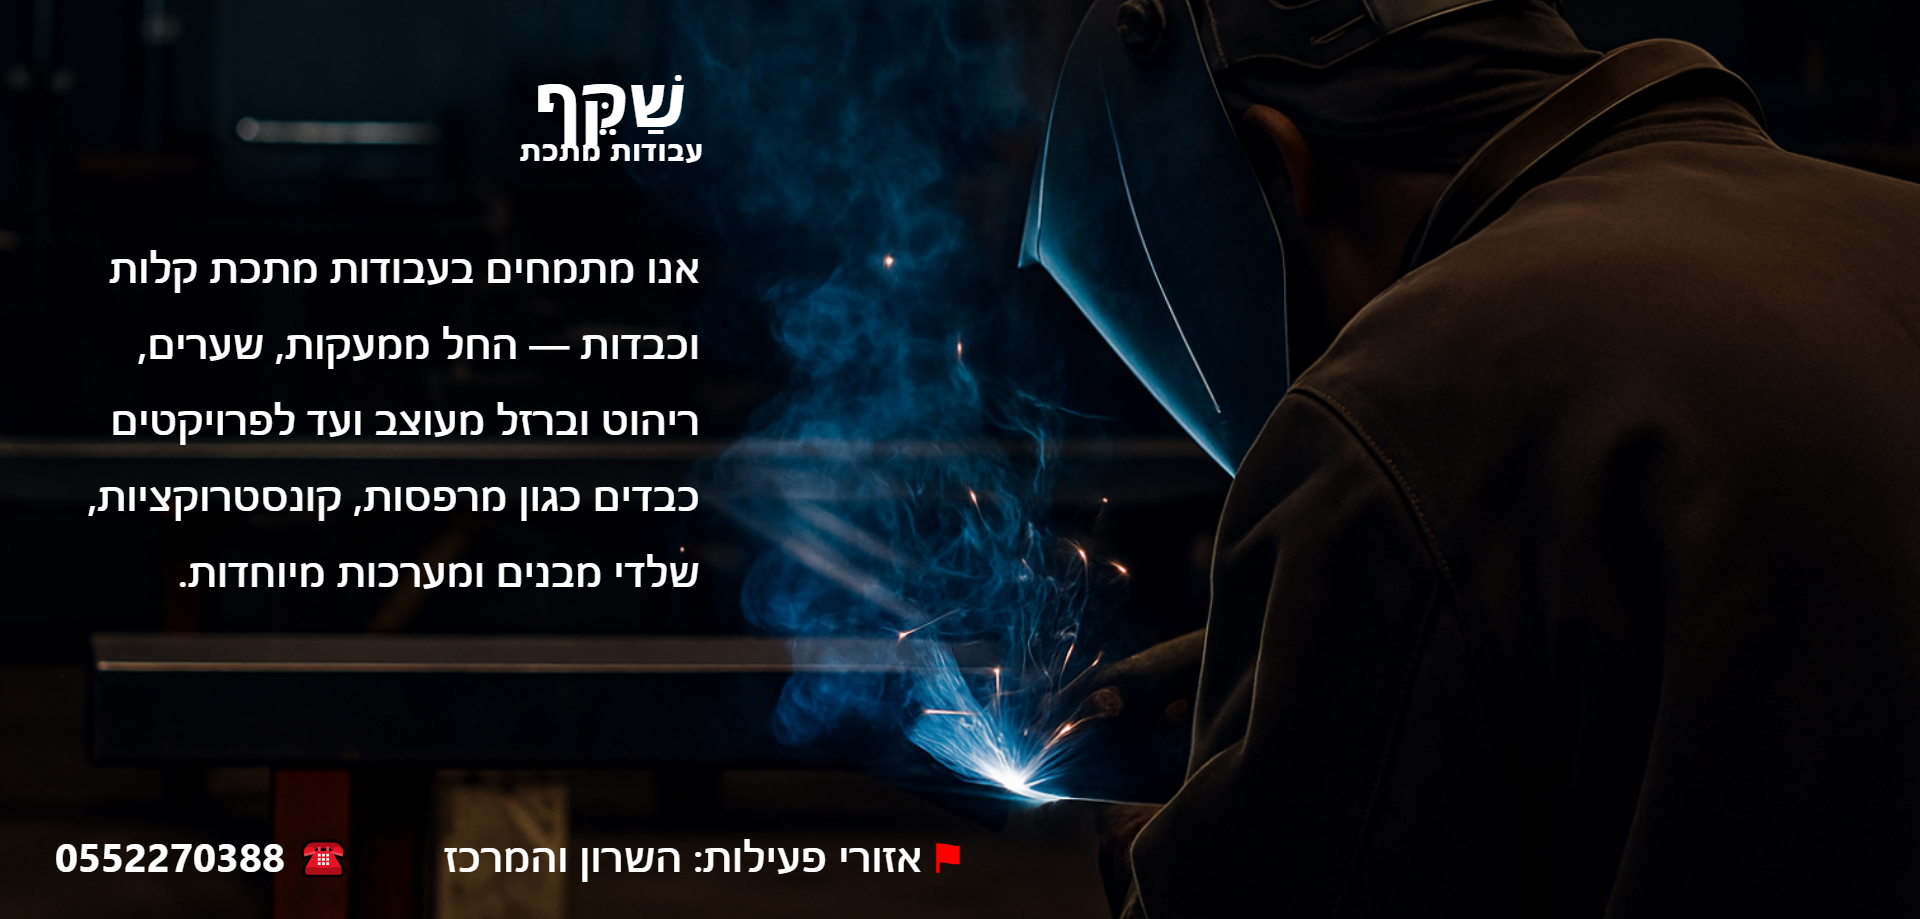 שַׁקֵּף
עבודות מתכת
אנו מתמחים בעבודות מתכת קלות
וכבדות — החל ממעקות, שערים,
ריהוט וברזל מעוצב ועד לפרויקטים
כבדים כגון מרפסות, קונסטרוקציות,
שלדי מבנים ומערכות מיוחדות.
אזורי פעילות: השרון והמרכז
0552270388